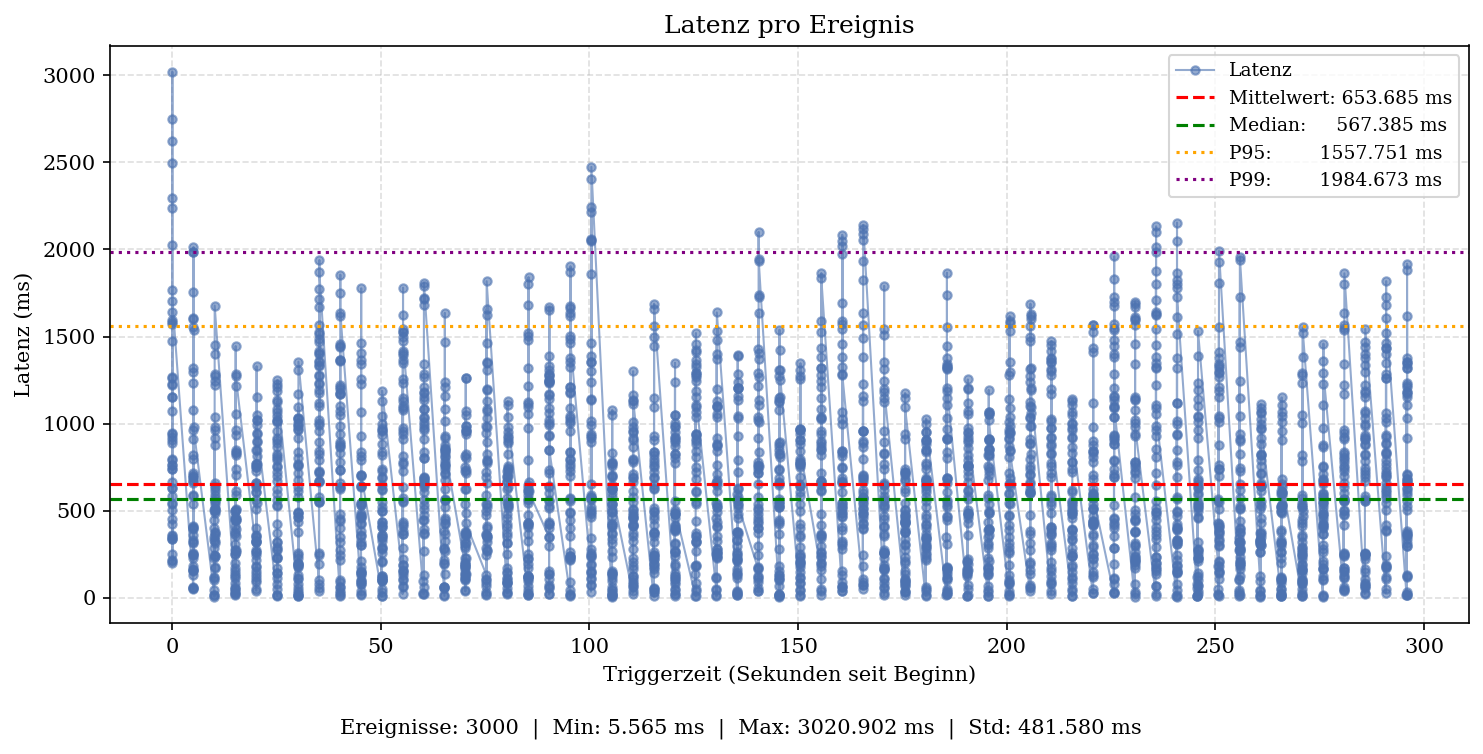 Latenz pro Ereignis
3000
2500
2000
1500
1000
500
0
Latenz (ms)
Latenz
Mittelwert: 653.685 ms
Median: 567.385 ms
P95: 1557.751 ms
P99: 1984.673 ms
0 50 100 150 200 250 300
Triggerzeit (Sekunden seit Beginn)
Ereignisse: 3000 | Min: 5.565 ms | Max: 3020.902 ms | Std: 481.580 ms